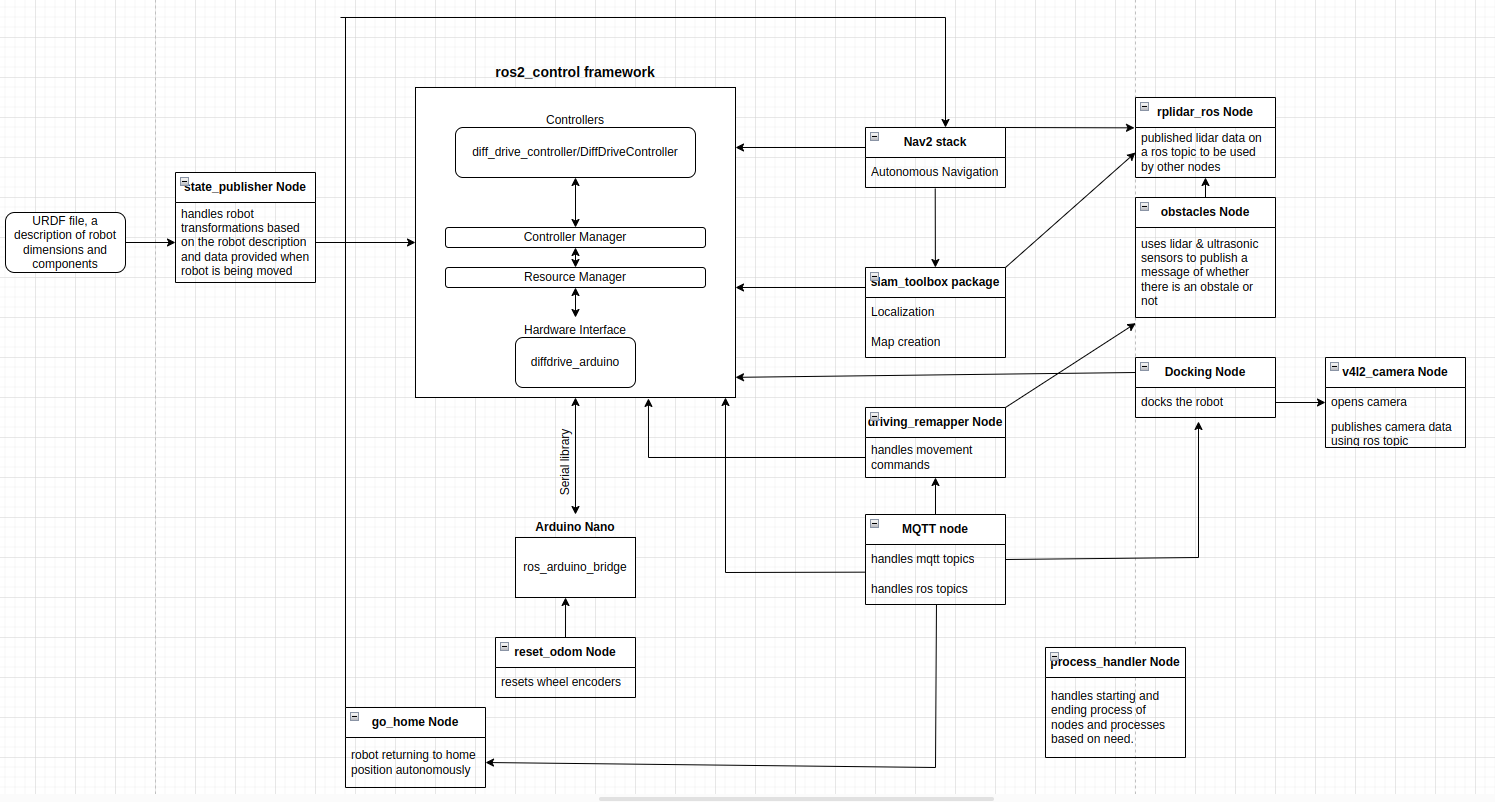 ros2_control framework
Controllers
diff_drive_controller/DiffDriveController
Controller Manager
Resource Manager
Hardware Interface
diffdrive_arduino
URDF file, a
description of robot
dimensions and
components
state_publisher Node
handles robot
transformations based
on the robot description
and data provided when
robot is being moved
Serial library
Arduino Nano
ros_arduino_bridge
reset_odom Node
resets wheel encoders
go_home Node
robot returning to home
position autonomously
Nav2 stack
Autonomous Navigation
slam_toolbox package
Localization
Map creation
driving_remapper Node
handles movement
commands
MQTT node
handles mqtt topics
handles ros topics
rplidar_ros Node
published lidar data on
a ros topic to be used
by other nodes
obstacles Node
uses lidar & ultrasonic
sensors to publish a
message of whether
there is an obstale or
not
Docking Node
docks the robot
v4l2_camera Node
opens camera
publishes camera data
using ros topic
process_handler Node
handles starting and
ending process of
nodes and processes
based on need.